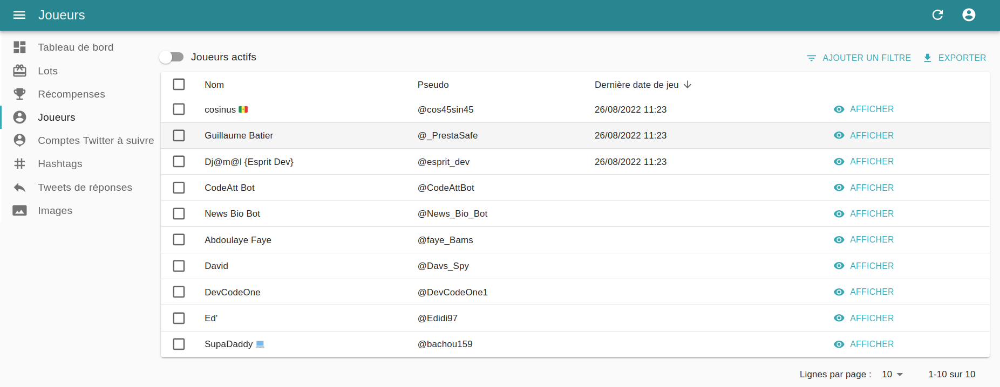 Joueurs
Tableau de bord
Lots
Récompenses
Joueurs
Comptes Twitter à suivre
Hashtags
Tweets de réponses
Images
Joueurs actifs
AJOUTER UN FILTRE EXPORTER
Nom Pseudo Dernière date de jeu
cosinus 🇸🇳 @cos45sin45 26/08/2022 11:23 AFFICHER
Guillaume Batier @_PrestaSafe 26/08/2022 11:23 AFFICHER
Dj@m@l {Esprit Dev} @esprit_dev 26/08/2022 11:23 AFFICHER
CodeAtt Bot @CodeAttBot AFFICHER
News Bio Bot @News_Bio_Bot AFFICHER
Abdoulaye Faye @faye_Bams AFFICHER
David @Davs_Spy AFFICHER
DevCodeOne @DevCodeOne1 AFFICHER
Ed' @Edidi97 AFFICHER
SupaDaddy 💻 @bachou159 AFFICHER
Lignes par page : 10 1-10 sur 10